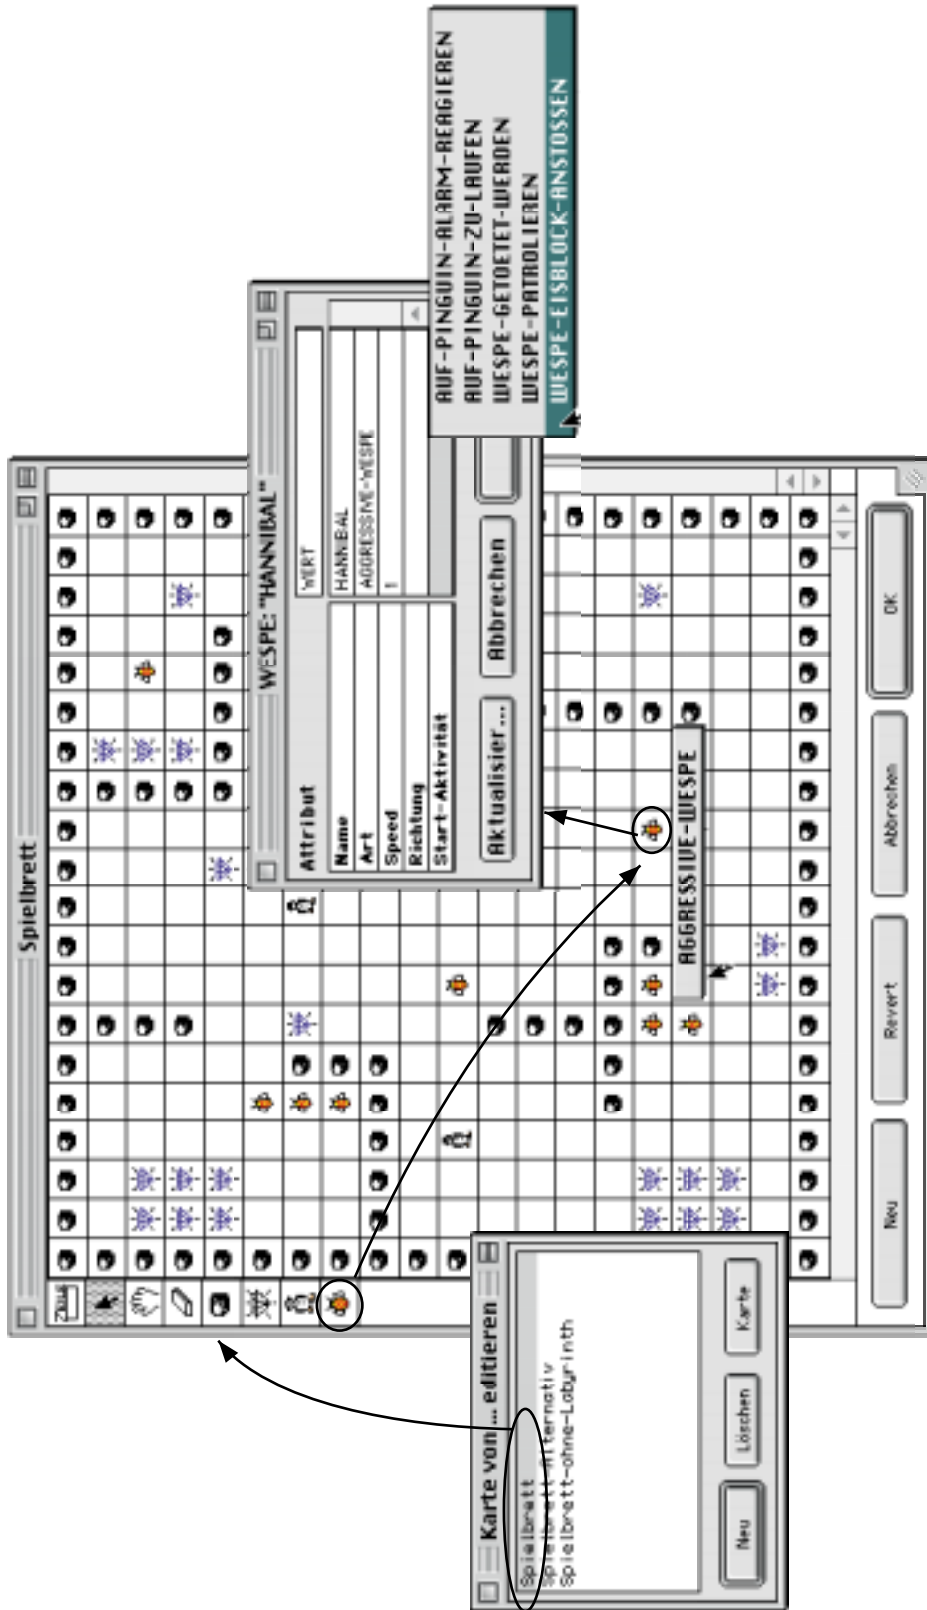 Spielbrett
Zkiud
WESPE: "HANNIBAL"
Attribut
WERT
Name
HANNIBAL
Art
AGGRESSIVE-WESPE
Speed
1
Richtung
Start-Aktivität
Aktualisier...
Abbrechen
AUF-PINGUIN-ALARM-REAGIEREN
AUF-PINGUIN-ZU-LAUFEN
WESPE-GETOETET-WERDEN
WESPE-PATROLIEREN
WESPE-EISBLOCK-ANSTOSSEN
AGGRESSIVE-WESPE
Neu
Revert
Abbrechen
OK
Karte von ... editieren
Spielbrett
Spielbrett-Alternativ
Spielbrett-ohne-Labyrinth
Neu
Löschen
Karte